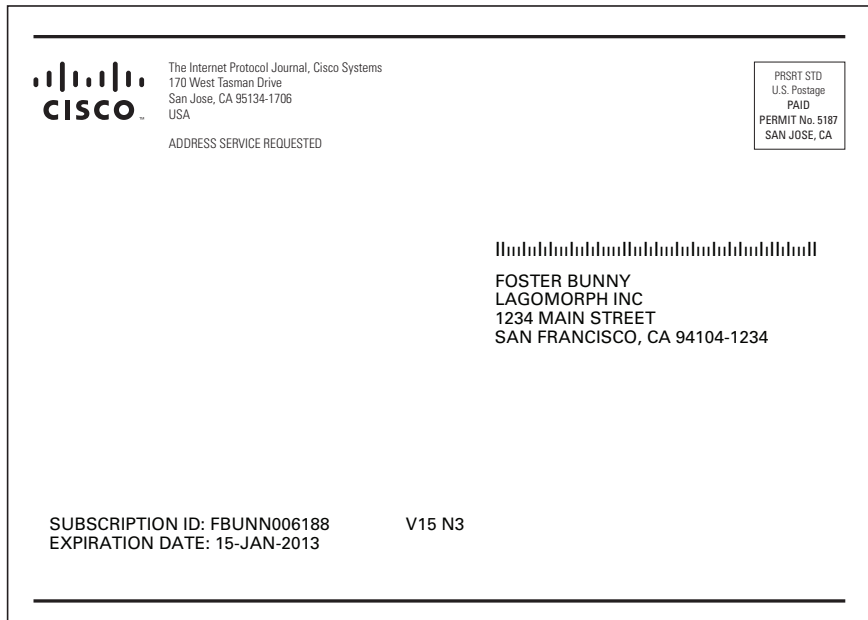 The Internet Protocol Journal, Cisco Systems
170 West Tasman Drive
San Jose, CA 95134-1706
USA
ADDRESS SERVICE REQUESTED
CISCO™
PRSRT STD
U.S. Postage
PAID
PERMIT No. 5187
SAN JOSE, CA
FOSTER BUNNY
LAGOMORPH INC
1234 MAIN STREET
SAN FRANCISCO, CA 94104-1234
SUBSCRIPTION ID: FBUNN006188 V15 N3
EXPIRATION DATE: 15-JAN-2013